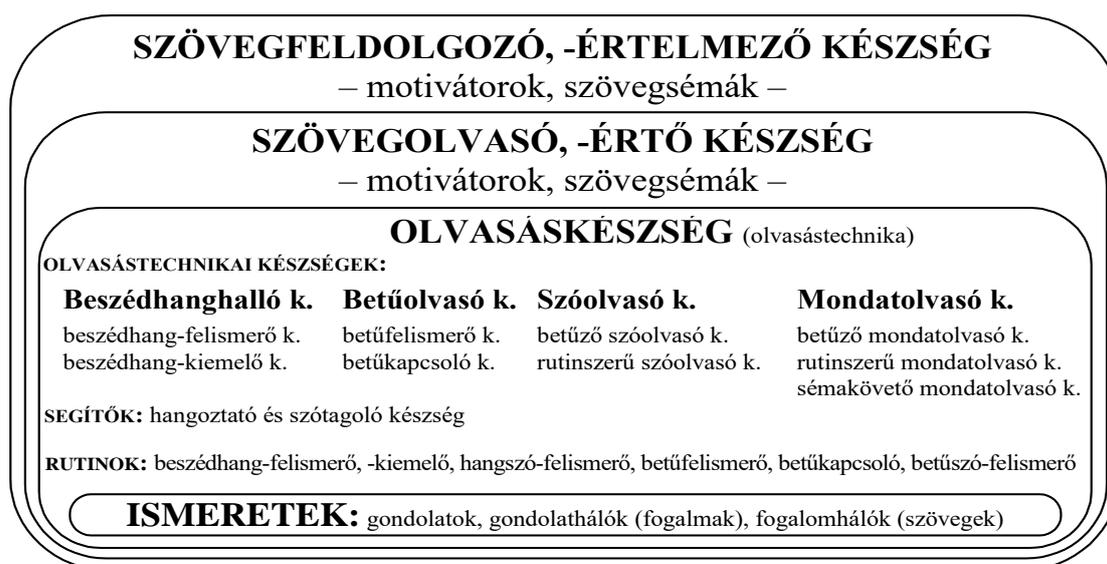 SZÖVEGFELDOLGOZÓ, -ÉRTELMEZŐ KÉSZSÉG
– motivátorok, szövegsémák –
SZÖVEGOLVASÓ, -ÉRTŐ KÉSZSÉG
– motivátorok, szövegsémák –
OLVASÁSKÉSZSÉG (olvasástechnika)
OLVASÁSTECHNIKAI KÉSZSÉGEK:
Beszédhanghalló k. Betűolvasó k. Szóolvasó k. Mondatolvasó k.
beszédhang-felismerő k. betűfelismerő k. betűző szóolvasó k. betűző mondatolvasó k.
beszédhang-kiemelő k. betűkapcsoló k. rutinszerű szóolvasó k. rutinszerű mondatolvasó k.
sémakövető mondatolvasó k.
SEGÍTŐK: hangoztató és szótagoló készség
RUTINOK: beszédhang-felismerő, -kiemelő, hangszó-felismerő, betűfelismerő, betűkapcsoló, betűszó-felismerő
ISMERETEK: gondolatok, gondolathálók (fogalmak), fogalomhálók (szövegek)